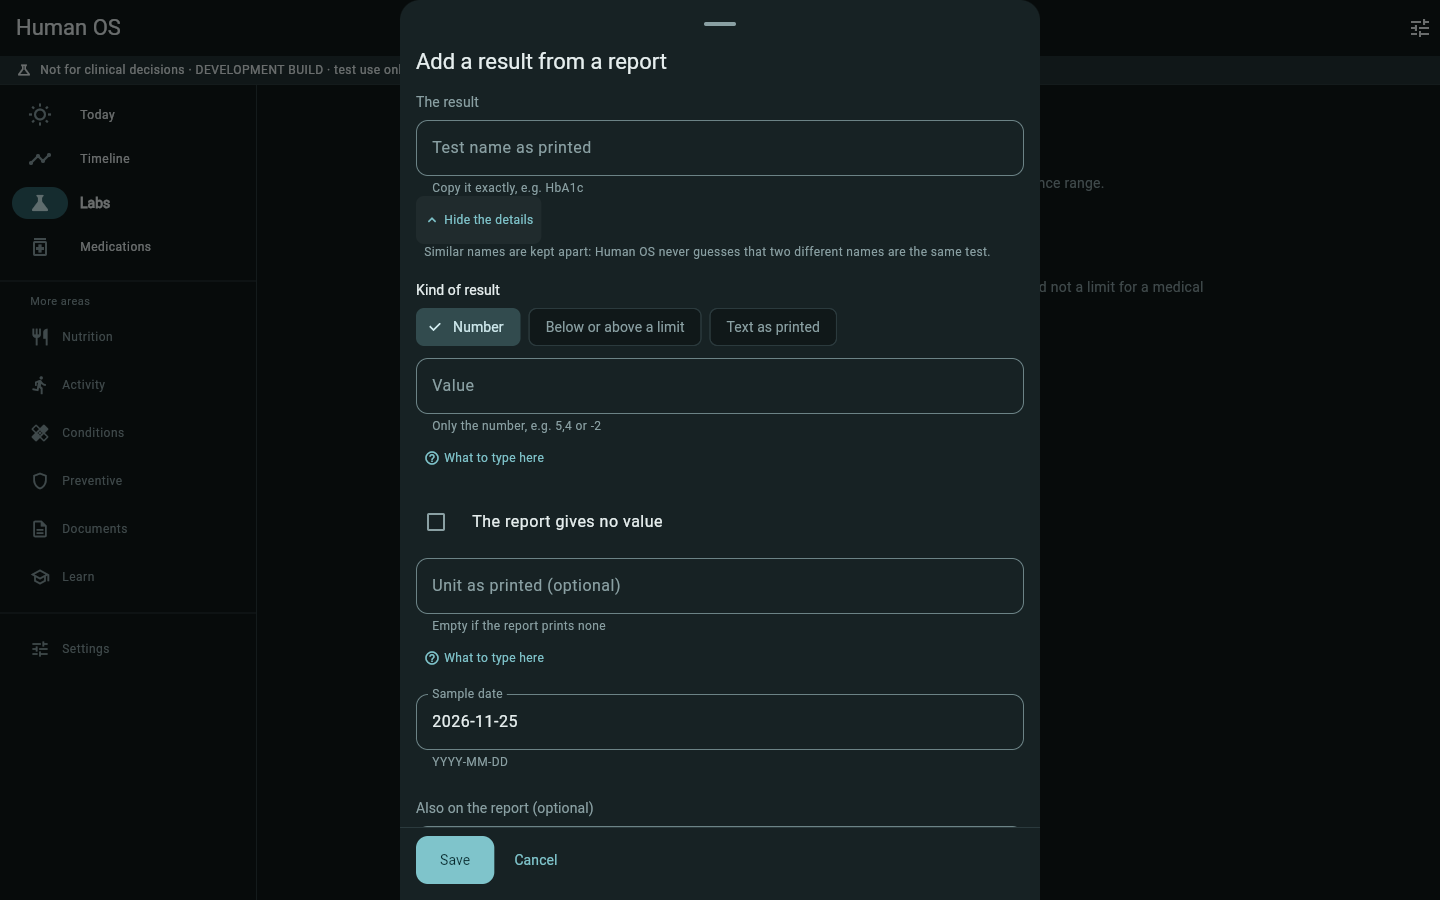 Human OS
Not for clinical decisions · DEVELOPMENT BUILD · test use
Today
Timeline
Labs
Medications
More areas
Nutrition
Activity
Conditions
Preventive
Documents
Learn
Settings
Add a result from a report
The result
Test name as printed
Copy it exactly, e.g. HbA1c
Hide the details
Similar names are kept apart: Human OS never guesses that two different names are the same test.
Kind of result
Number
Below or above a limit
Text as printed
Value
Only the number, e.g. 5,4 or -2
What to type here
The report gives no value
Unit as printed (optional)
Empty if the report prints none
What to type here
Sample date
2026-11-25
YYYY-MM-DD
Also on the report (optional)
Save
Cancel
range.
not a limit for a medical